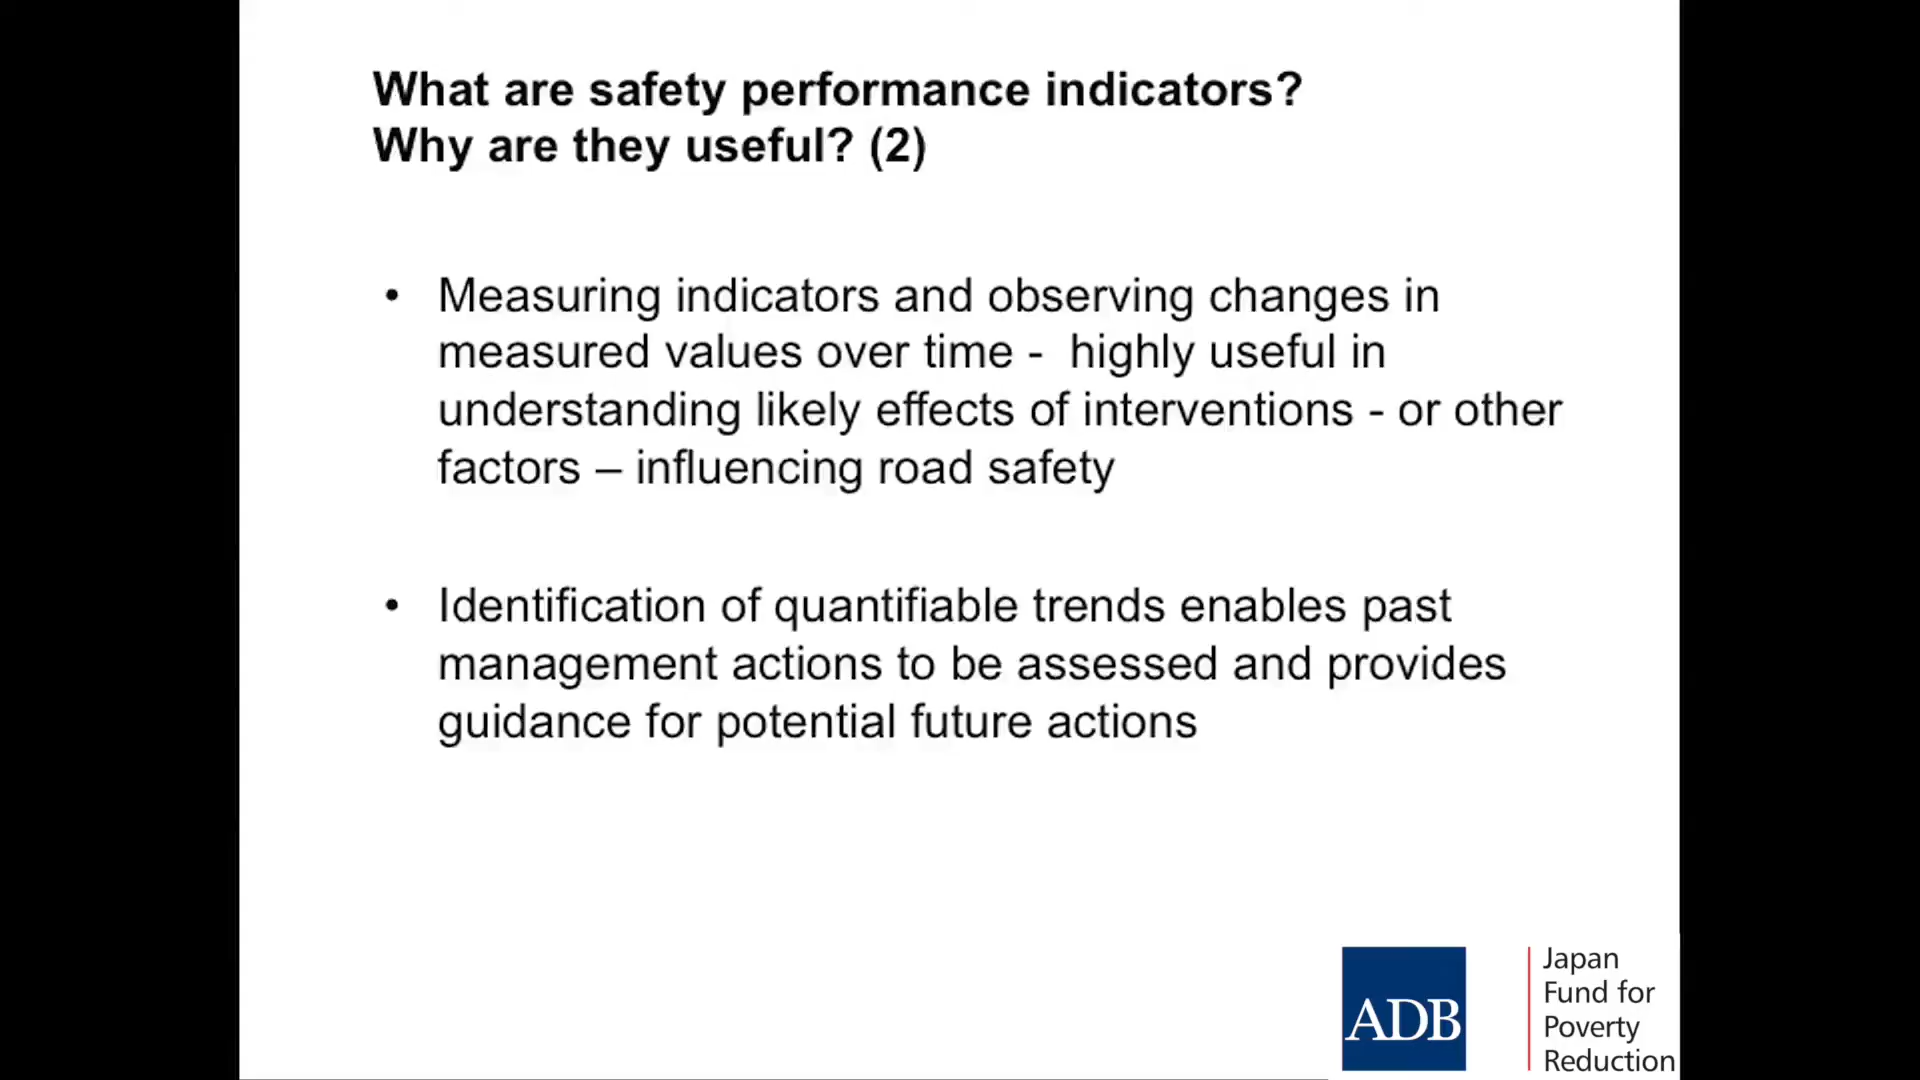 What are safety performance indicators?
Why are they useful? (2)
• Measuring indicators and observing changes in
measured values over time -  highly useful in
understanding likely effects of interventions - or other
factors – influencing road safety
• Identification of quantifiable trends enables past
management actions to be assessed and provides
guidance for potential future actions
ADB
Japan
Fund for
Poverty
Reduction